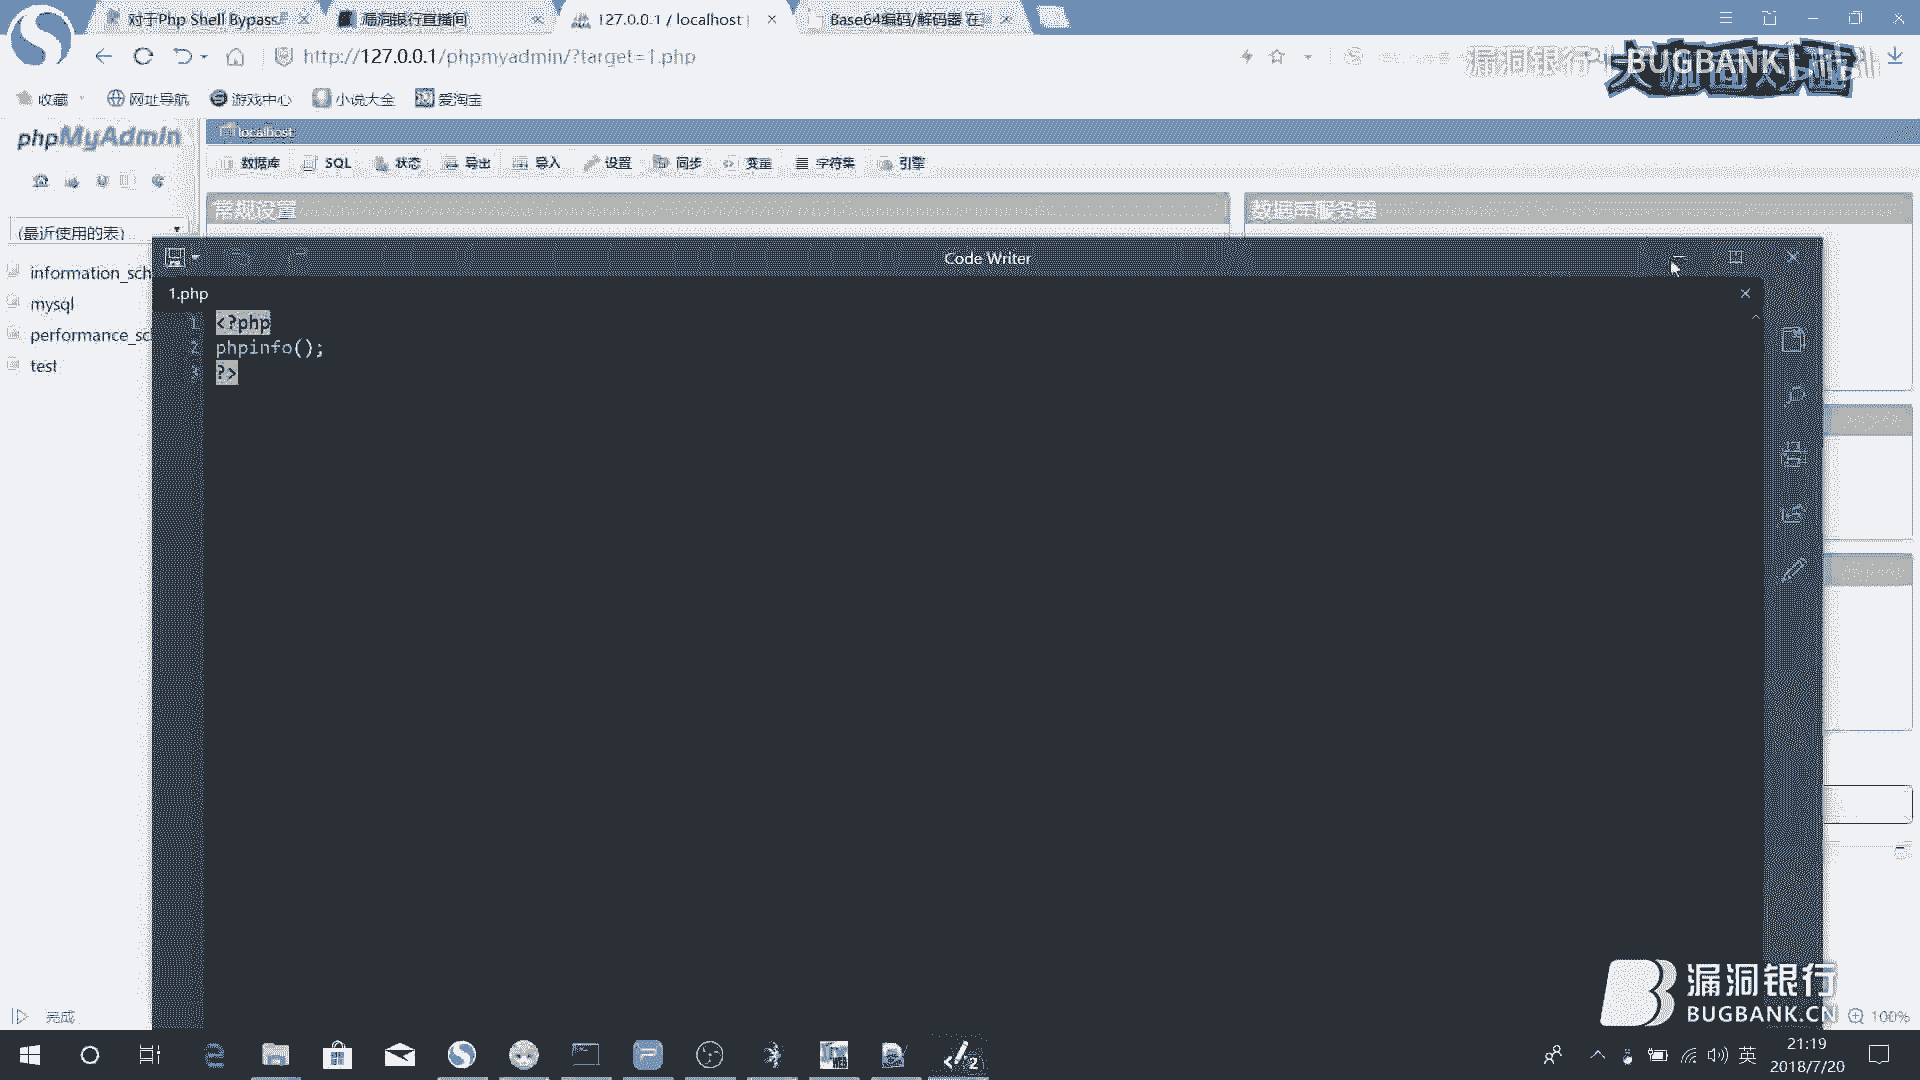 对于Php Shell Bypass
漏洞银行直播间
127.0.0.1 / localhost |
Base64编码/解码器 在
http://127.0.0.1/phpmyadmin/?target=1.php
漏洞银行
BUGBANK
大咖面对面
收藏
网址导航
游戏中心
小说大全
爱淘宝
phpMyAdmin
localhost
数据库
SQL
状态
导出
导入
设置
同步
变量
字符集
引擎
常规设置
数据库服务器
(最近使用的表)
information_sch
mysql
performance_sc
test
Code Writer
1.php
1 <?php
2 phpinfo();
3 ?>
漏洞银行
BUGBANK.CN
完成
100%
英
21:19
2018/7/20
2